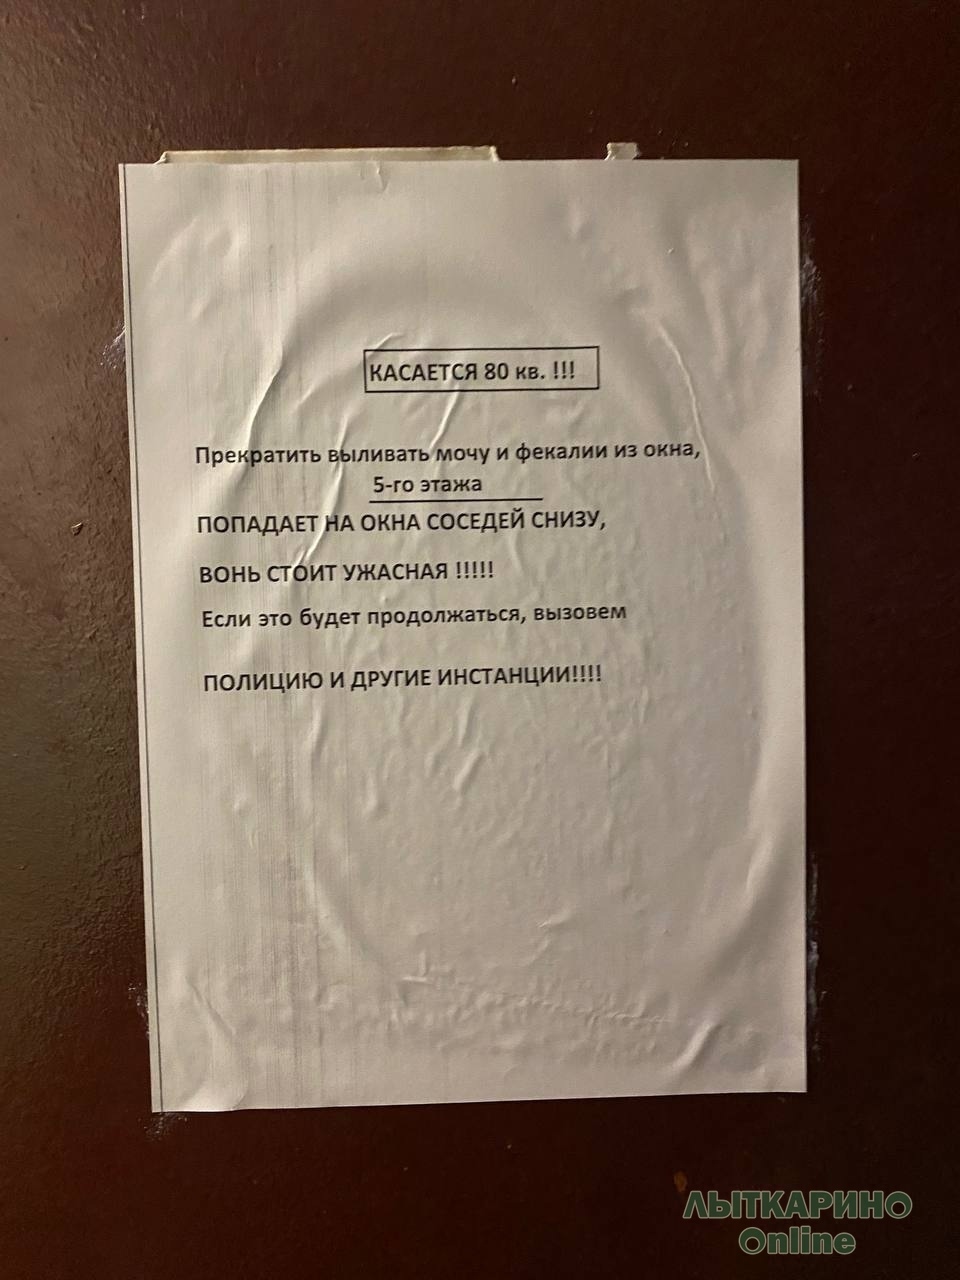 КАСАЕТСЯ 80 кв. !!!
Прекратить выливать мочу и фекалии из окна,
5-го этажа
ПОПАДАЕТ НА ОКНА СОСЕДЕЙ СНИЗУ,
ВОНЬ СТОИТ УЖАСНАЯ !!!!!
Если это будет продолжаться, вызовем
ПОЛИЦИЮ И ДРУГИЕ ИНСТАНЦИИ!!!!
ЛЫТКАРИНО
Online